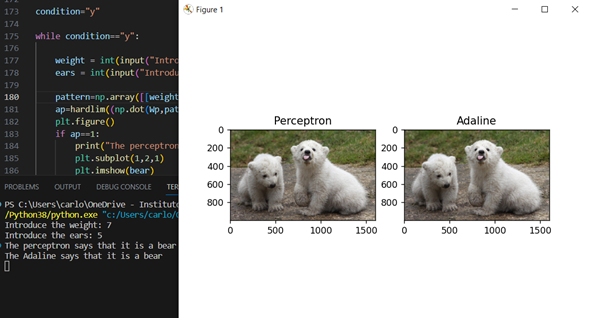 173 condition="y"
174
175 while condition=="y":
176
177 weight = int(input("Intro
178 ears = int(input("Introdu
179
180 pattern=np.array([[weight
181 ap=hardlim((np.dot(Wp,pat
182 plt.figure()
183 if ap==1:
184 print("The perceptron
185 plt.subplot(1,2,1)
186 plt.imshow(bear)
PROBLEMS OUTPUT DEBUG CONSOLE TER
PS C:\Users\carlo\OneDrive - Instituto
/Python38/python.exe "c:/Users/carlo/O
Introduce the weight: 7
Introduce the ears: 5
The perceptron says that it is a bear
The Adaline says that it is a bear
Figure 1
Perceptron
0
200
400
600
800
0 500 1000 1500
Adaline
0
200
400
600
800
0 500 1000 1500